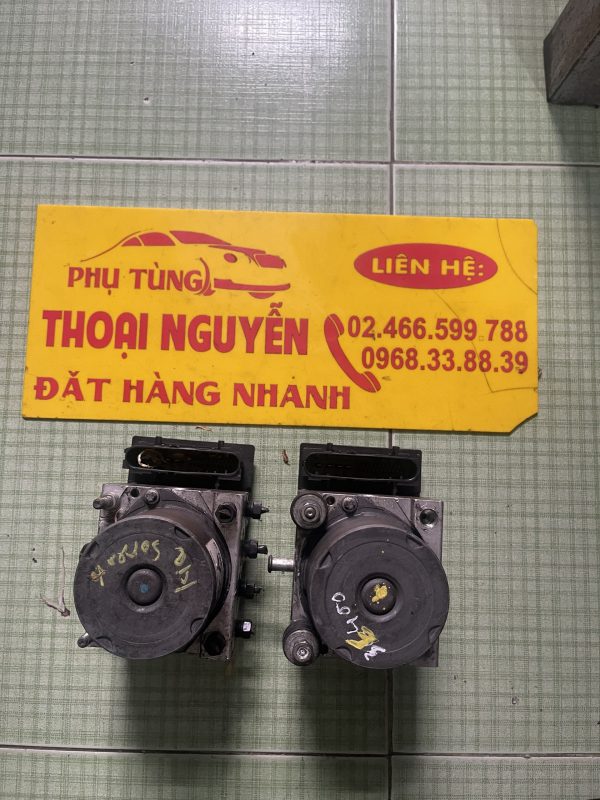 PHỤ TÙNG
LIÊN HỆ:
THOẠI NGUYỄN
02.466.599.788
0968.33.88.39
ĐẶT HÀNG NHANH